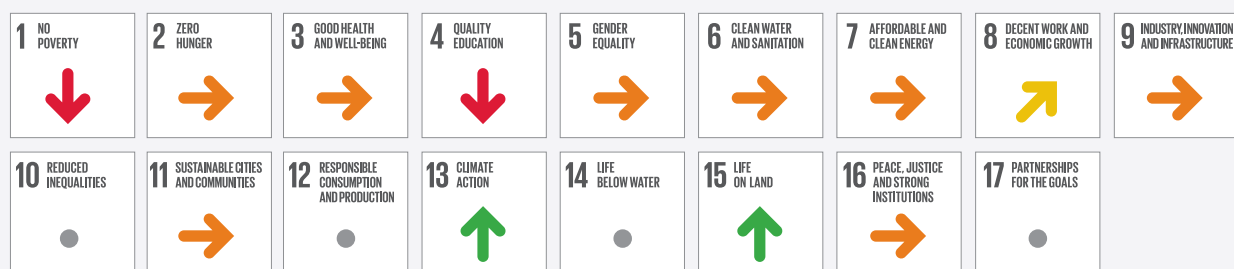 1 NO
POVERTY
2 ZERO
HUNGER
3 GOOD HEALTH
AND WELL-BEING
4 QUALITY
EDUCATION
5 GENDER
EQUALITY
6 CLEAN WATER
AND SANITATION
7 AFFORDABLE AND
CLEAN ENERGY
8 DECENT WORK AND
ECONOMIC GROWTH
9 INDUSTRY, INNOVATION
AND INFRASTRUCTURE
10 REDUCED
INEQUALITIES
11 SUSTAINABLE CITIES
AND COMMUNITIES
12 RESPONSIBLE
CONSUMPTION
AND PRODUCTION
13 CLIMATE
ACTION
14 LIFE
BELOW WATER
15 LIFE
ON LAND
16 PEACE, JUSTICE
AND STRONG
INSTITUTIONS
17 PARTNERSHIPS
FOR THE GOALS